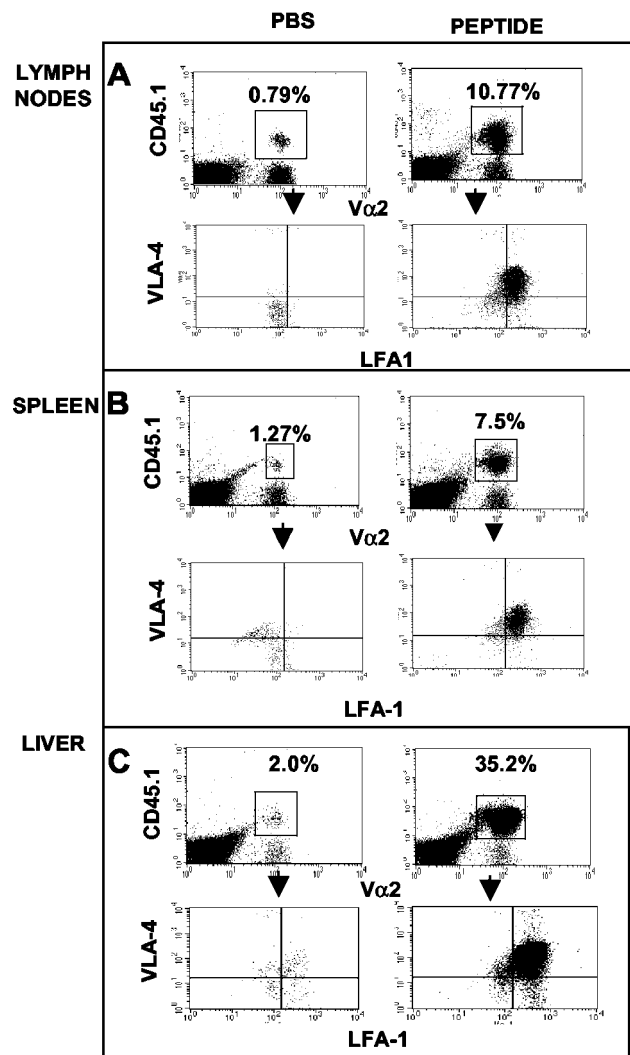 PBS PEPTIDE
LYMPH NODES
A
CD45.1
0.79%
10.77%
Vα2
VLA-4
LFA1
SPLEEN
B
CD45.1
1.27%
7.5%
Vα2
VLA-4
LFA-1
LIVER
C
CD45.1
2.0%
35.2%
Vα2
VLA-4
LFA-1